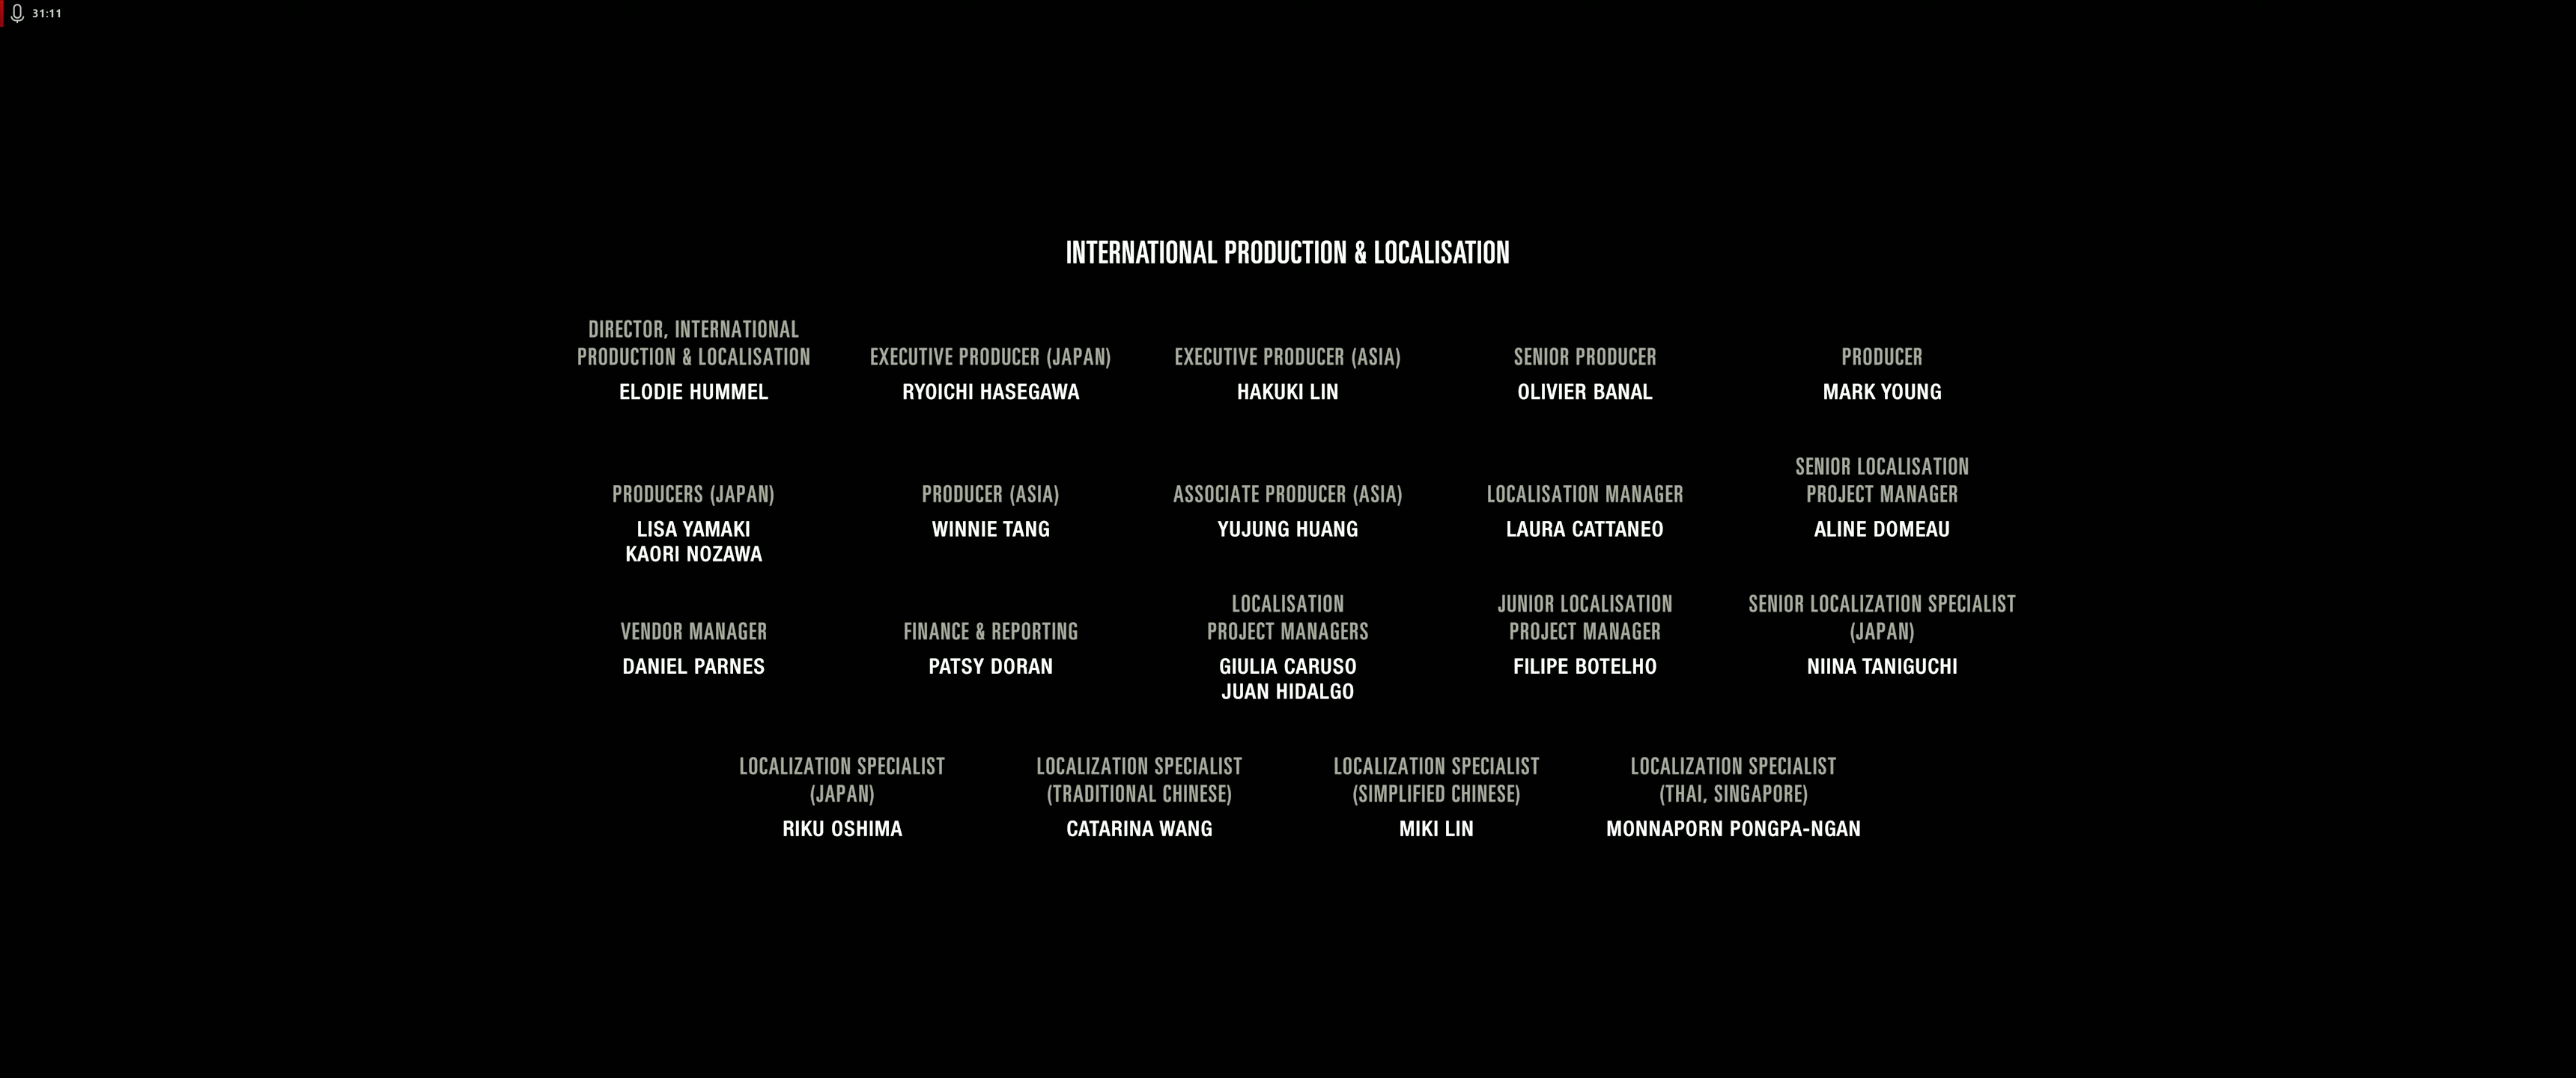 31:11
INTERNATIONAL PRODUCTION & LOCALISATION
DIRECTOR, INTERNATIONAL
PRODUCTION & LOCALISATION
ELODIE HUMMEL
EXECUTIVE PRODUCER (JAPAN)
RYOICHI HASEGAWA
EXECUTIVE PRODUCER (ASIA)
HAKUKI LIN
SENIOR PRODUCER
OLIVIER BANAL
PRODUCER
MARK YOUNG
PRODUCERS (JAPAN)
LISA YAMAKI
KAORI NOZAWA
PRODUCER (ASIA)
WINNIE TANG
ASSOCIATE PRODUCER (ASIA)
YUJUNG HUANG
LOCALISATION MANAGER
LAURA CATTANEO
SENIOR LOCALISATION
PROJECT MANAGER
ALINE DOMEAU
VENDOR MANAGER
DANIEL PARNES
FINANCE & REPORTING
PATSY DORAN
LOCALISATION
PROJECT MANAGERS
GIULIA CARUSO
JUAN HIDALGO
JUNIOR LOCALISATION
PROJECT MANAGER
FILIPE BOTELHO
SENIOR LOCALIZATION SPECIALIST
(JAPAN)
NIINA TANIGUCHI
LOCALIZATION SPECIALIST
(JAPAN)
RIKU OSHIMA
LOCALIZATION SPECIALIST
(TRADITIONAL CHINESE)
CATARINA WANG
LOCALIZATION SPECIALIST
(SIMPLIFIED CHINESE)
MIKI LIN
LOCALIZATION SPECIALIST
(THAI, SINGAPORE)
MONNAPORN PONGPA-NGAN